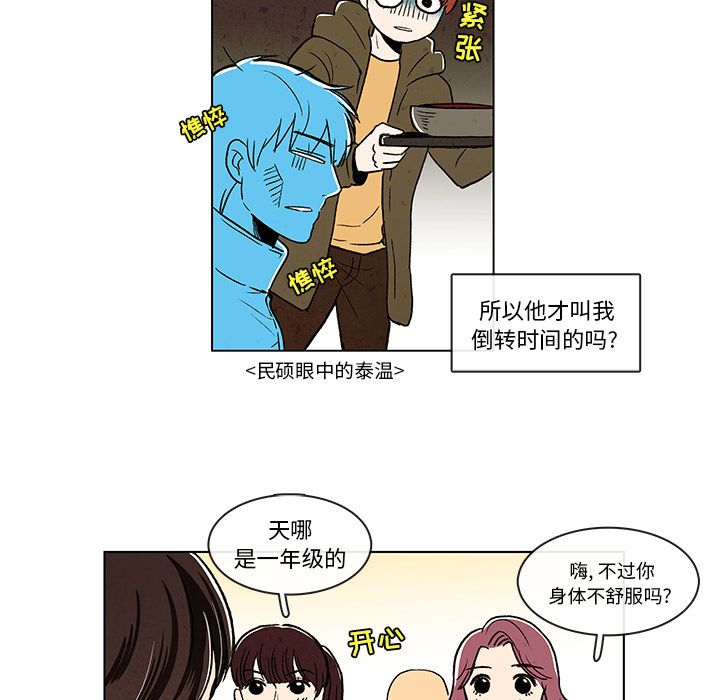 紧张
憔悴
憔悴
所以他才叫我
倒转时间的吗?
<民硕眼中的泰温>
天哪
是一年级的
嗨,不过你
身体不舒服吗?
开心